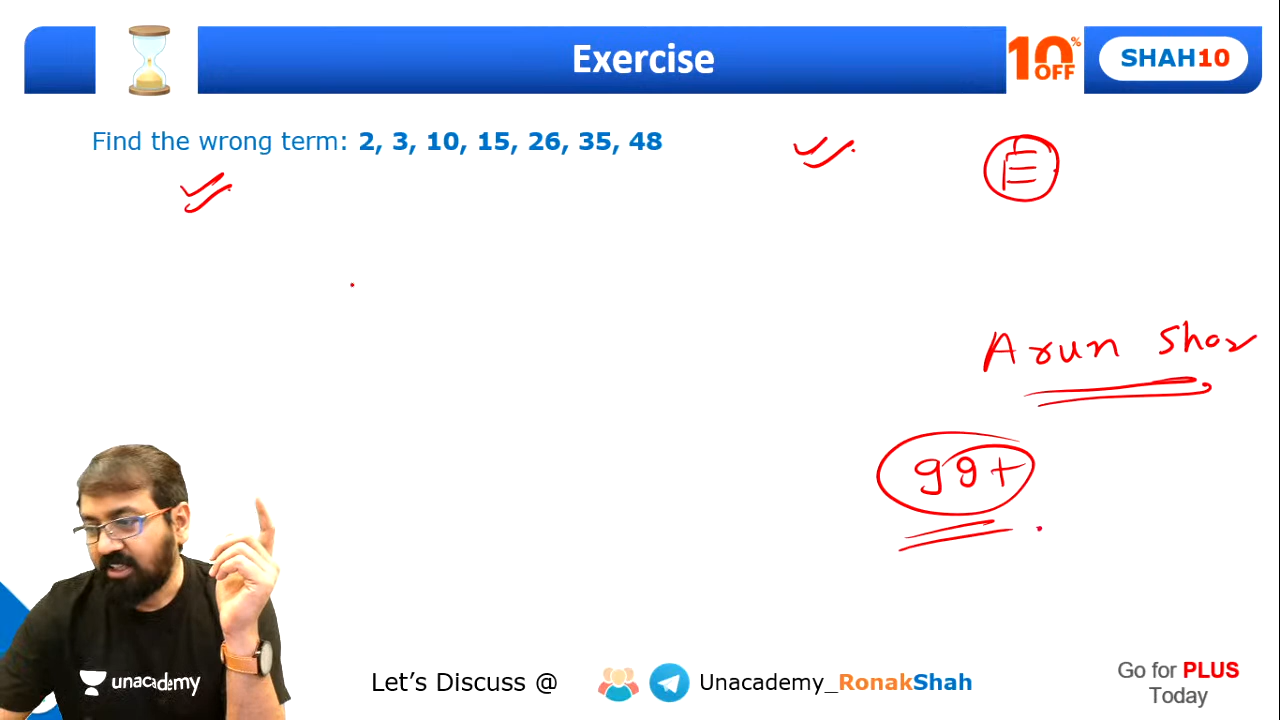 Exercise
10% OFF
SHAH10
Find the wrong term: 2, 3, 10, 15, 26, 35, 48
E
Arun
99+
unacademy
Let's Discuss @
Unacademy_RonakShah
Go for PLUS
Today